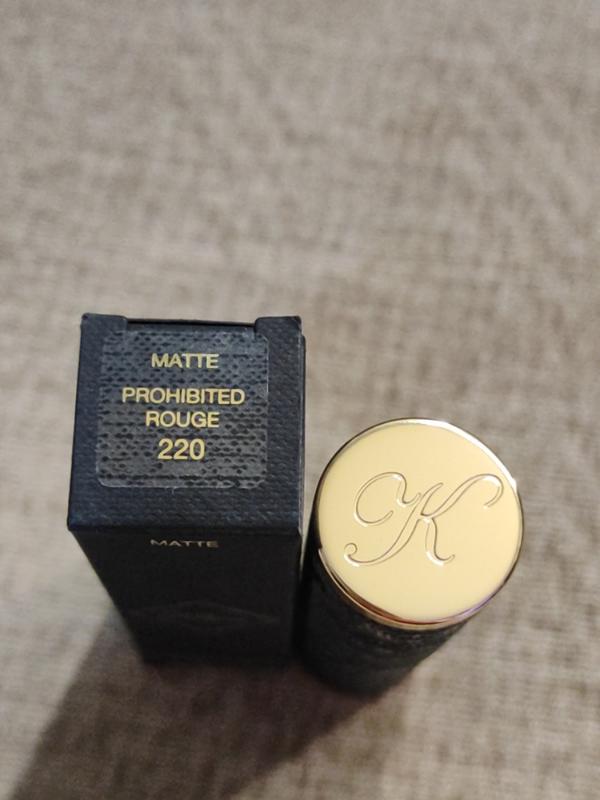 MATTE
PROHIBITED
ROUGE
220
MATTE
K